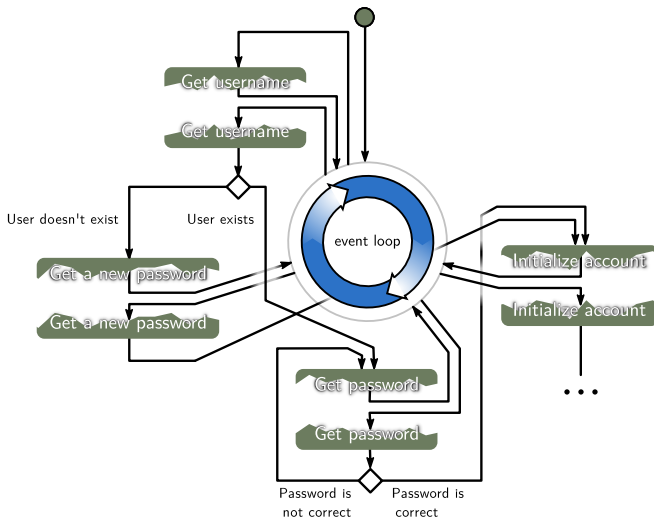 Get username
Get username
User doesn't exist
User exists
event loop
Get a new password
Get a new password
Initialize account
Initialize account
Get password
...
Get password
Password is
not correct
Password is
correct